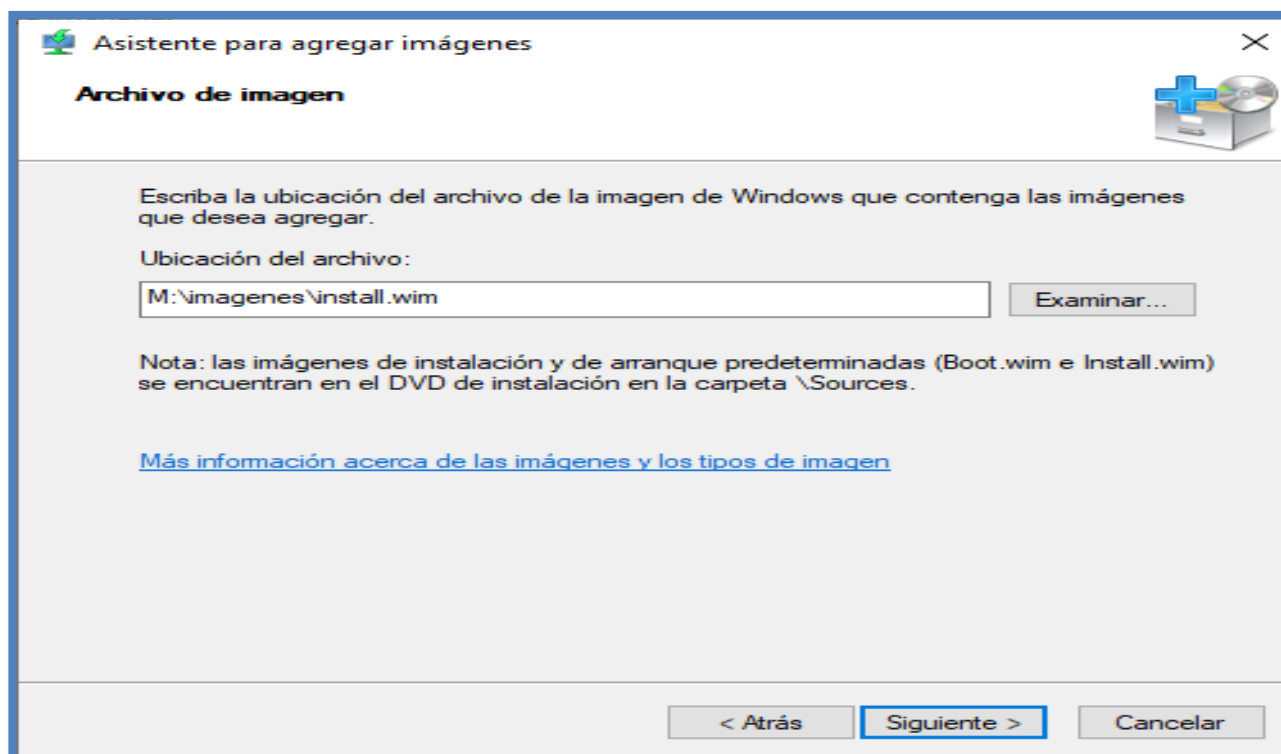 Asistente para agregar imágenes
Archivo de imagen
Escriba la ubicación del archivo de la imagen de Windows que contenga las imágenes
que desea agregar.
Ubicación del archivo:
M:\imagenes\install.wim
Examinar...
Nota: las imágenes de instalación y de arranque predeterminadas (Boot.wim e Install.wim)
se encuentran en el DVD de instalación en la carpeta \Sources.
Más información acerca de las imágenes y los tipos de imagen
< Atrás
Siguiente >
Cancelar